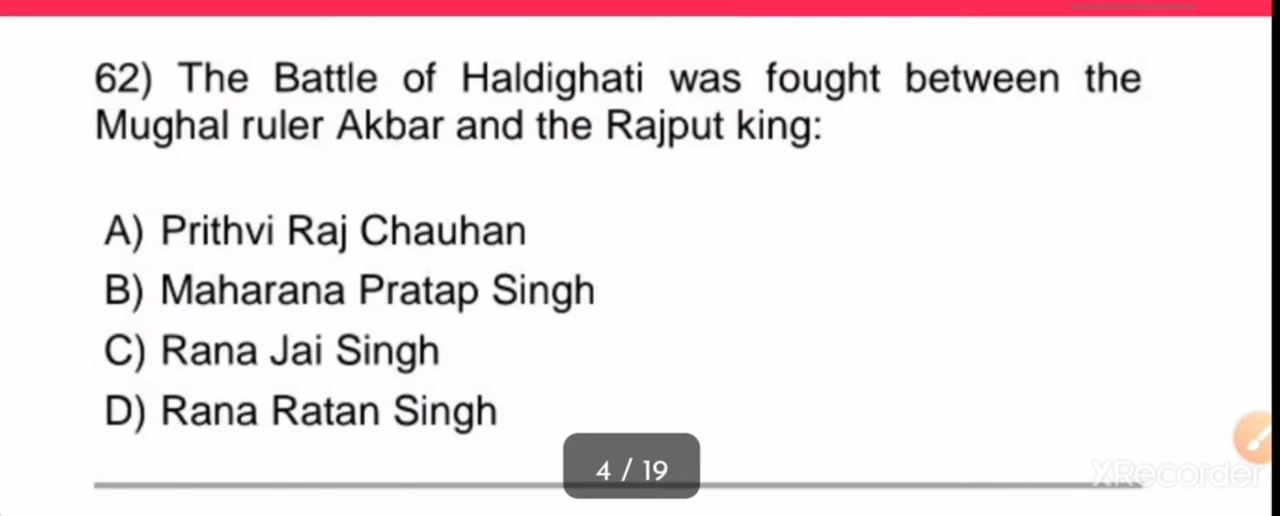 62) The Battle of Haldighati was fought between the
Mughal ruler Akbar and the Rajput king:
A) Prithvi Raj Chauhan
B) Maharana Pratap Singh
C) Rana Jai Singh
D) Rana Ratan Singh
4 / 19
XRecorder